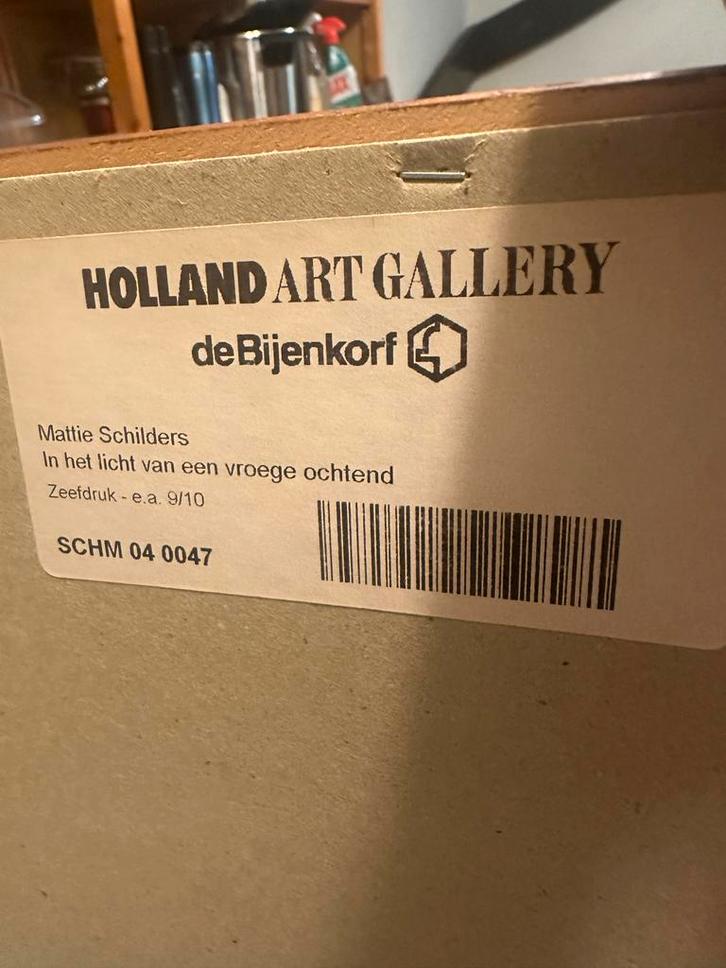 HOLLAND ART GALLERY
deBijenkorf
Mattie Schilders
In het licht van een vroege ochtend
Zeefdruk - e.a. 9/10
SCHM 04 0047